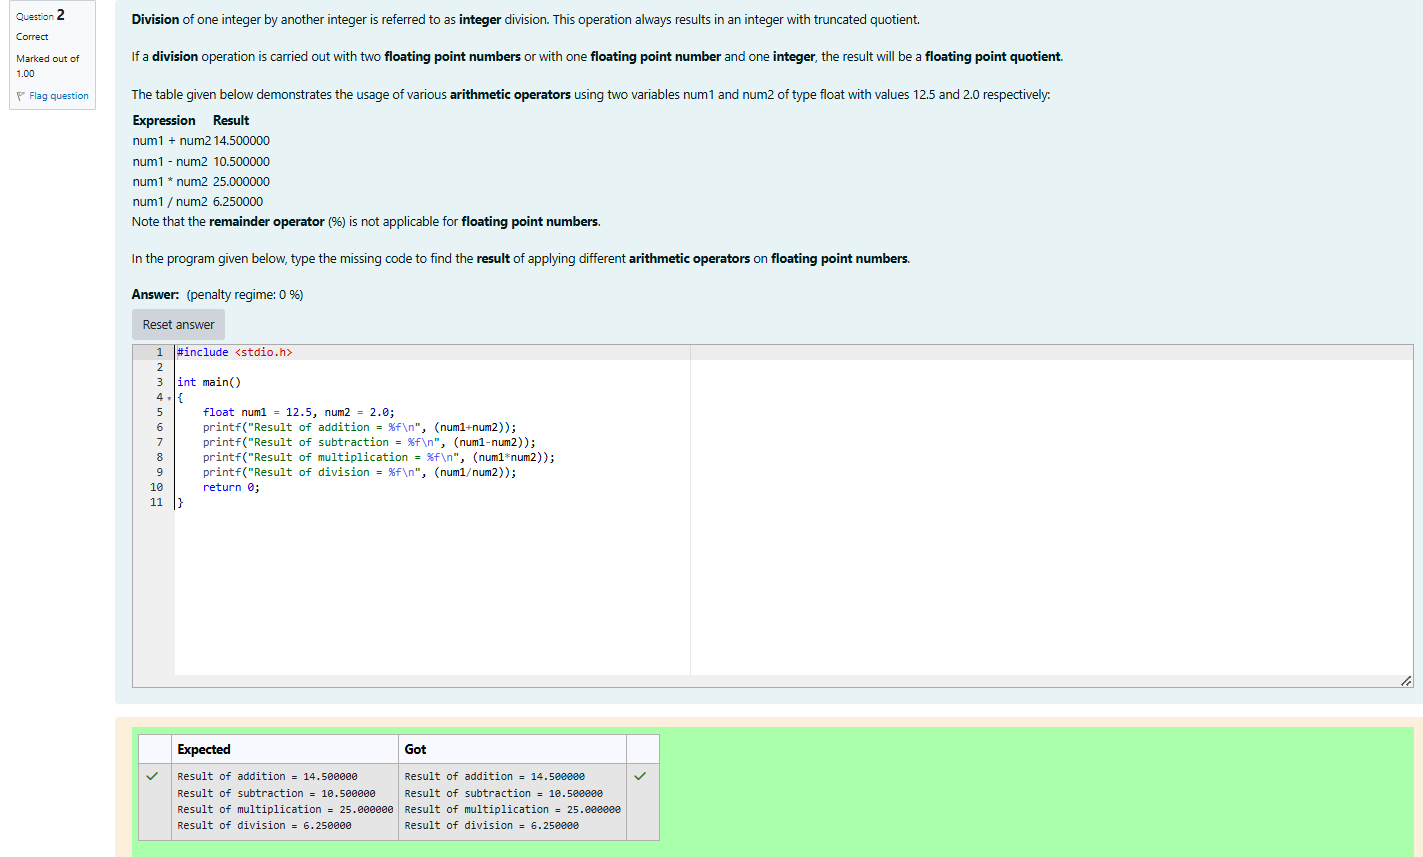 Question 2
Correct
Marked out of
1.00
Flag question
Division of one integer by another integer is referred to as integer division. This operation always results in an integer with truncated quotient.
If a division operation is carried out with two floating point numbers or with one floating point number and one integer, the result will be a floating point quotient.
The table given below demonstrates the usage of various arithmetic operators using two variables num1 and num2 of type float with values 12.5 and 2.0 respectively:
Expression Result
num1 + num2 14.500000
num1 - num2 10.500000
num1 * num2 25.000000
num1 / num2 6.250000
Note that the remainder operator (%) is not applicable for floating point numbers.
In the program given below, type the missing code to find the result of applying different arithmetic operators on floating point numbers.
Answer: (penalty regime: 0 %)
Reset answer
1 #include <stdio.h>
2
3 int main()
4 {
5 float num1 = 12.5, num2 = 2.0;
6 printf("Result of addition = %f\n", (num1+num2));
7 printf("Result of subtraction = %f\n", (num1-num2));
8 printf("Result of multiplication = %f\n", (num1*num2));
9 printf("Result of division = %f\n", (num1/num2));
10 return 0;
11 }
Expected Got
Result of addition = 14.500000 Result of addition = 14.500000
Result of subtraction = 10.500000 Result of subtraction = 10.500000
Result of multiplication = 25.000000 Result of multiplication = 25.000000
Result of division = 6.250000 Result of division = 6.250000